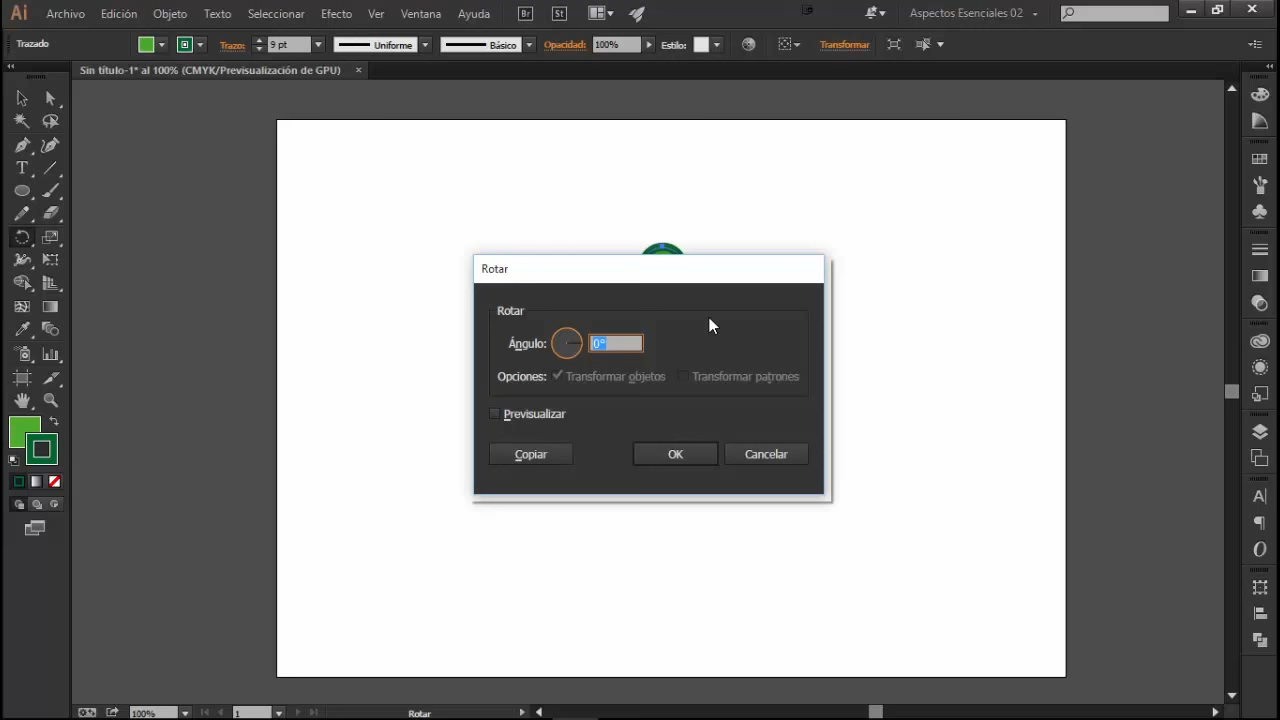 Ai Archivo Edición Objeto Texto Seleccionar Efecto Ver Ventana Ayuda Br St Aspectos Esenciales 02
Trazado Trazo: 9 pt Uniforme Básico Opacidad: 100% Estilo: Transformar
Sin título-1* al 100% (CMYK/Previsualización de GPU) ×
Rotar
Rotar
Ángulo: 0°
Opciones: Transformar objetos Transformar patrones
Previsualizar
Copiar OK Cancelar
100% 1 Rotar